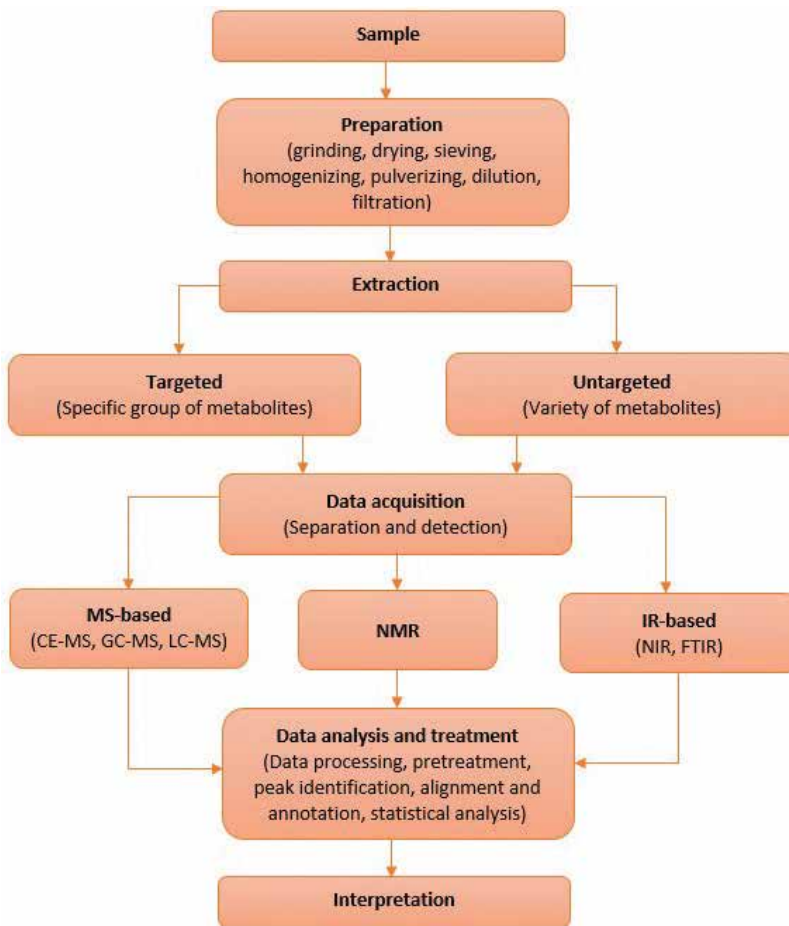 Sample
Preparation
(grinding, drying, sieving,
homogenizing, pulverizing, dilution,
filtration)
Extraction
Targeted
(Specific group of metabolites)
Untargeted
(Variety of metabolites)
Data acquisition
(Separation and detection)
MS-based
(CE-MS, GC-MS, LC-MS)
NMR
IR-based
(NIR, FTIR)
Data analysis and treatment
(Data processing, pretreatment,
peak identification, alignment and
annotation, statistical analysis)
Interpretation